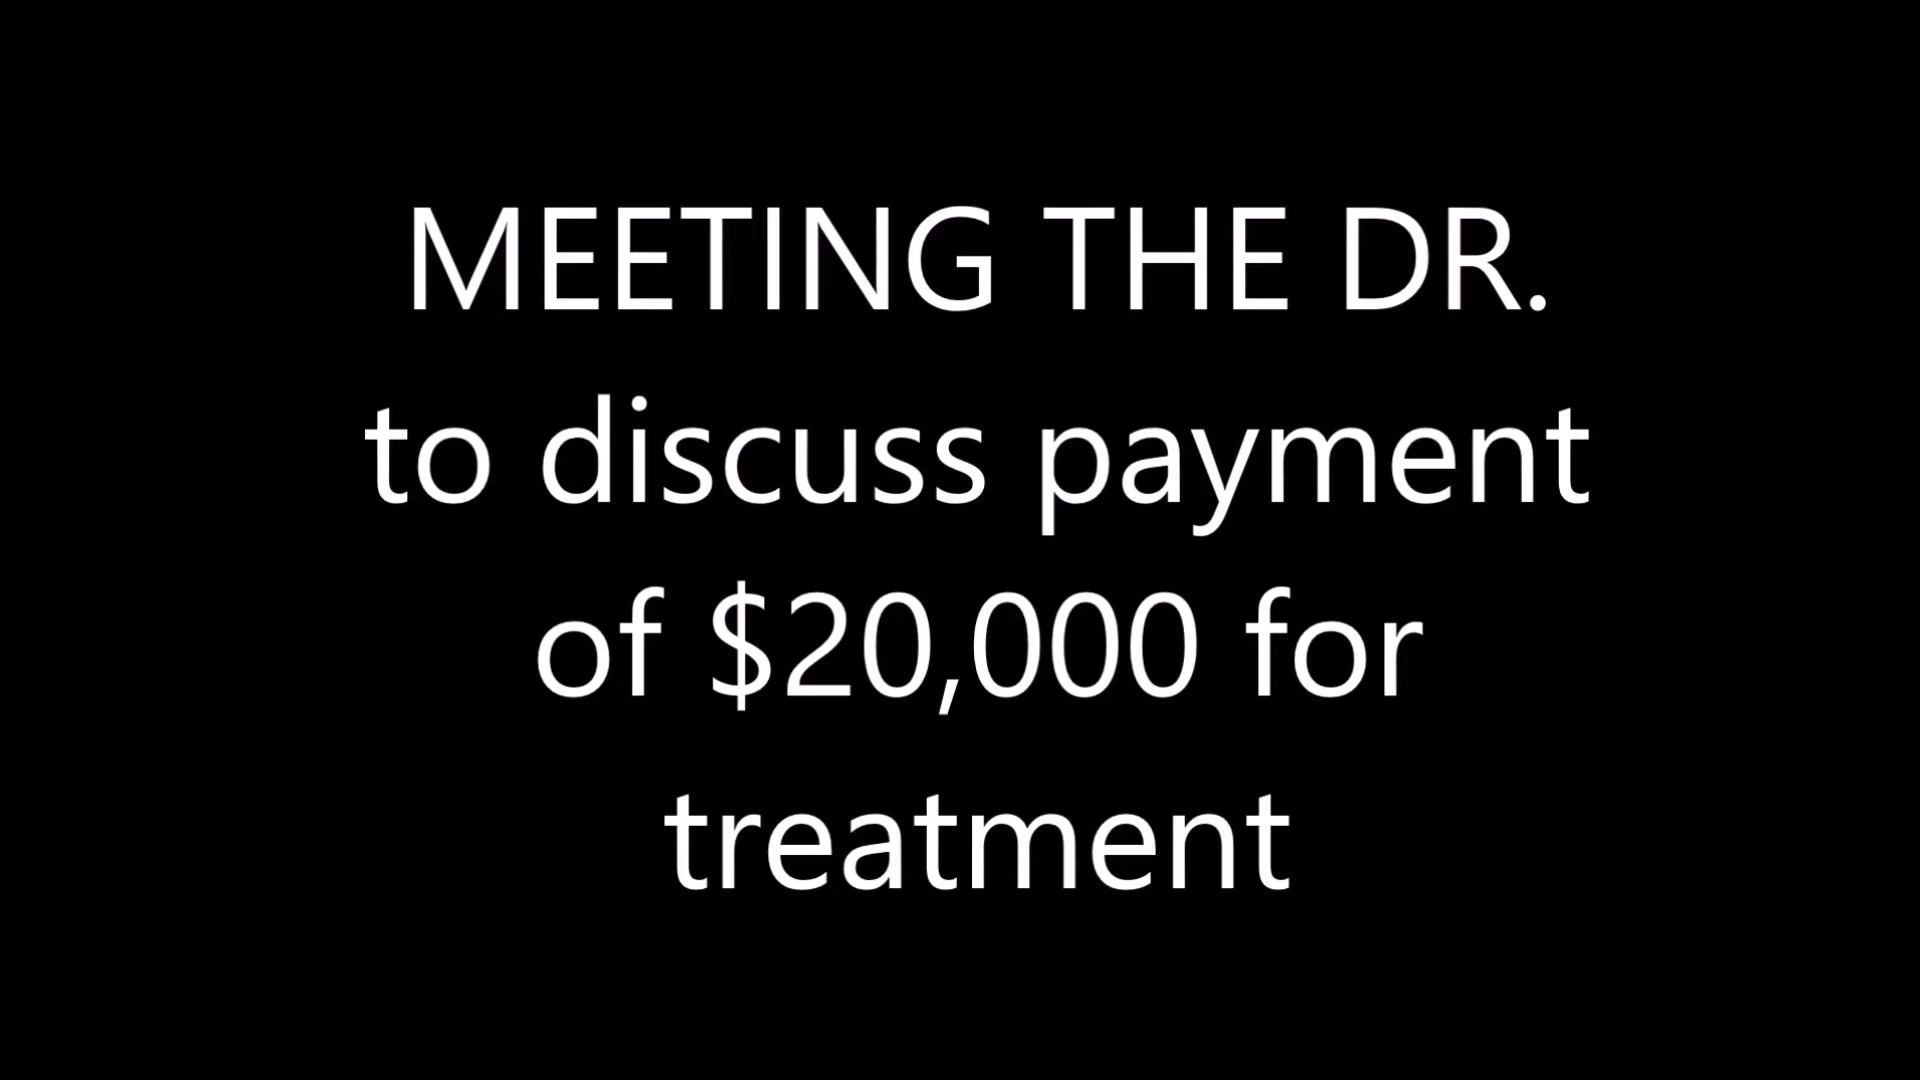 MEETING THE DR.
to discuss payment
of $20,000 for
treatment